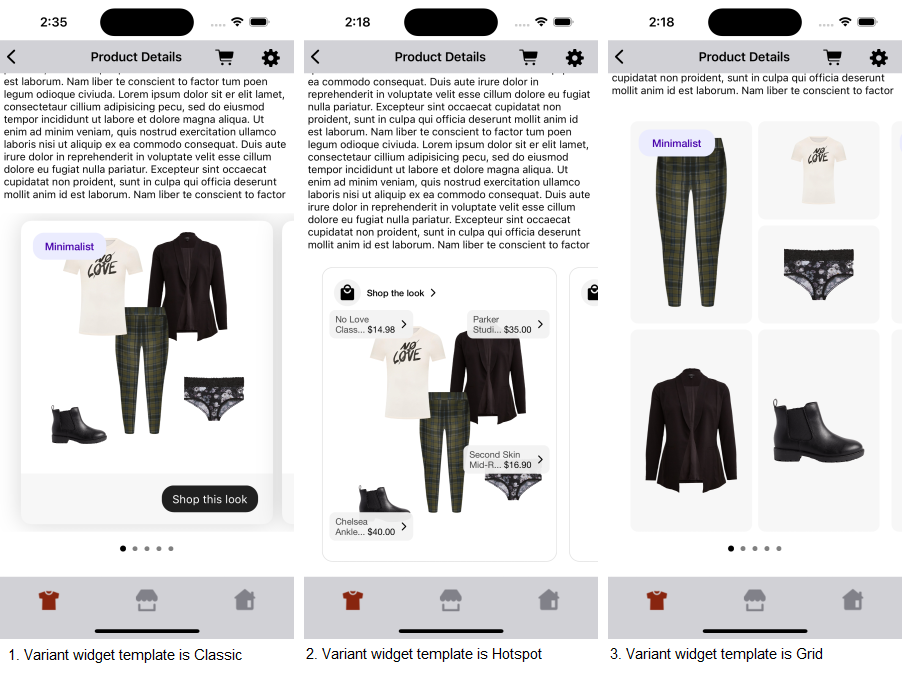 2:35
Product Details
est laborum. Nam liber te conscient to factor tum poen
legum odioque civiuda. Lorem ipsum dolor sit er elit lamet,
consectetaur cillium adipisicing pecu, sed do eiusmod
tempor incididunt ut labore et dolore magna aliqua. Ut
enim ad minim veniam, quis nostrud exercitation ullamco
laboris nisi ut aliquip ex ea commodo consequat. Duis aute
irure dolor in reprehenderit in voluptate velit esse cillum
dolore eu fugiat nulla pariatur. Excepteur sint occaecat
cupidatat non proident, sunt in culpa qui officia deserunt
mollit anim id est laborum. Nam liber te conscient to factor
Minimalist
NO
LOVE
Shop this look
1. Variant widget template is Classic
2:18
Product Details
ea commodo consequat. Duis aute irure dolor in
reprehenderit in voluptate velit esse cillum dolore eu fugiat
nulla pariatur. Excepteur sint occaecat cupidatat non
proident, sunt in culpa qui officia deserunt mollit anim id
est laborum. Nam liber te conscient to factor tum poen
legum odioque civiuda. Lorem ipsum dolor sit er elit lamet,
consectetaur cillium adipisicing pecu, sed do eiusmod
tempor incididunt ut labore et dolore magna aliqua. Ut
enim ad minim veniam, quis nostrud exercitation ullamco
laboris nisi ut aliquip ex ea commodo consequat. Duis aute
irure dolor in reprehenderit in voluptate velit esse cillum
dolore eu fugiat nulla pariatur. Excepteur sint occaecat
cupidatat non proident, sunt in culpa qui officia deserunt
mollit anim id est laborum. Nam liber te conscient to factor
Shop the look
No Love
Class... $14.98
Parker
Studi... $35.00
NO
LOVE
Second Skin
Mid-R... $16.90
Chelsea
Ankle... $40.00
2. Variant widget template is Hotspot
2:18
Product Details
cupidatat non proident, sunt in culpa qui officia deserunt
mollit anim id est laborum. Nam liber te conscient to factor
Minimalist
NO
LOVE
3. Variant widget template is Grid